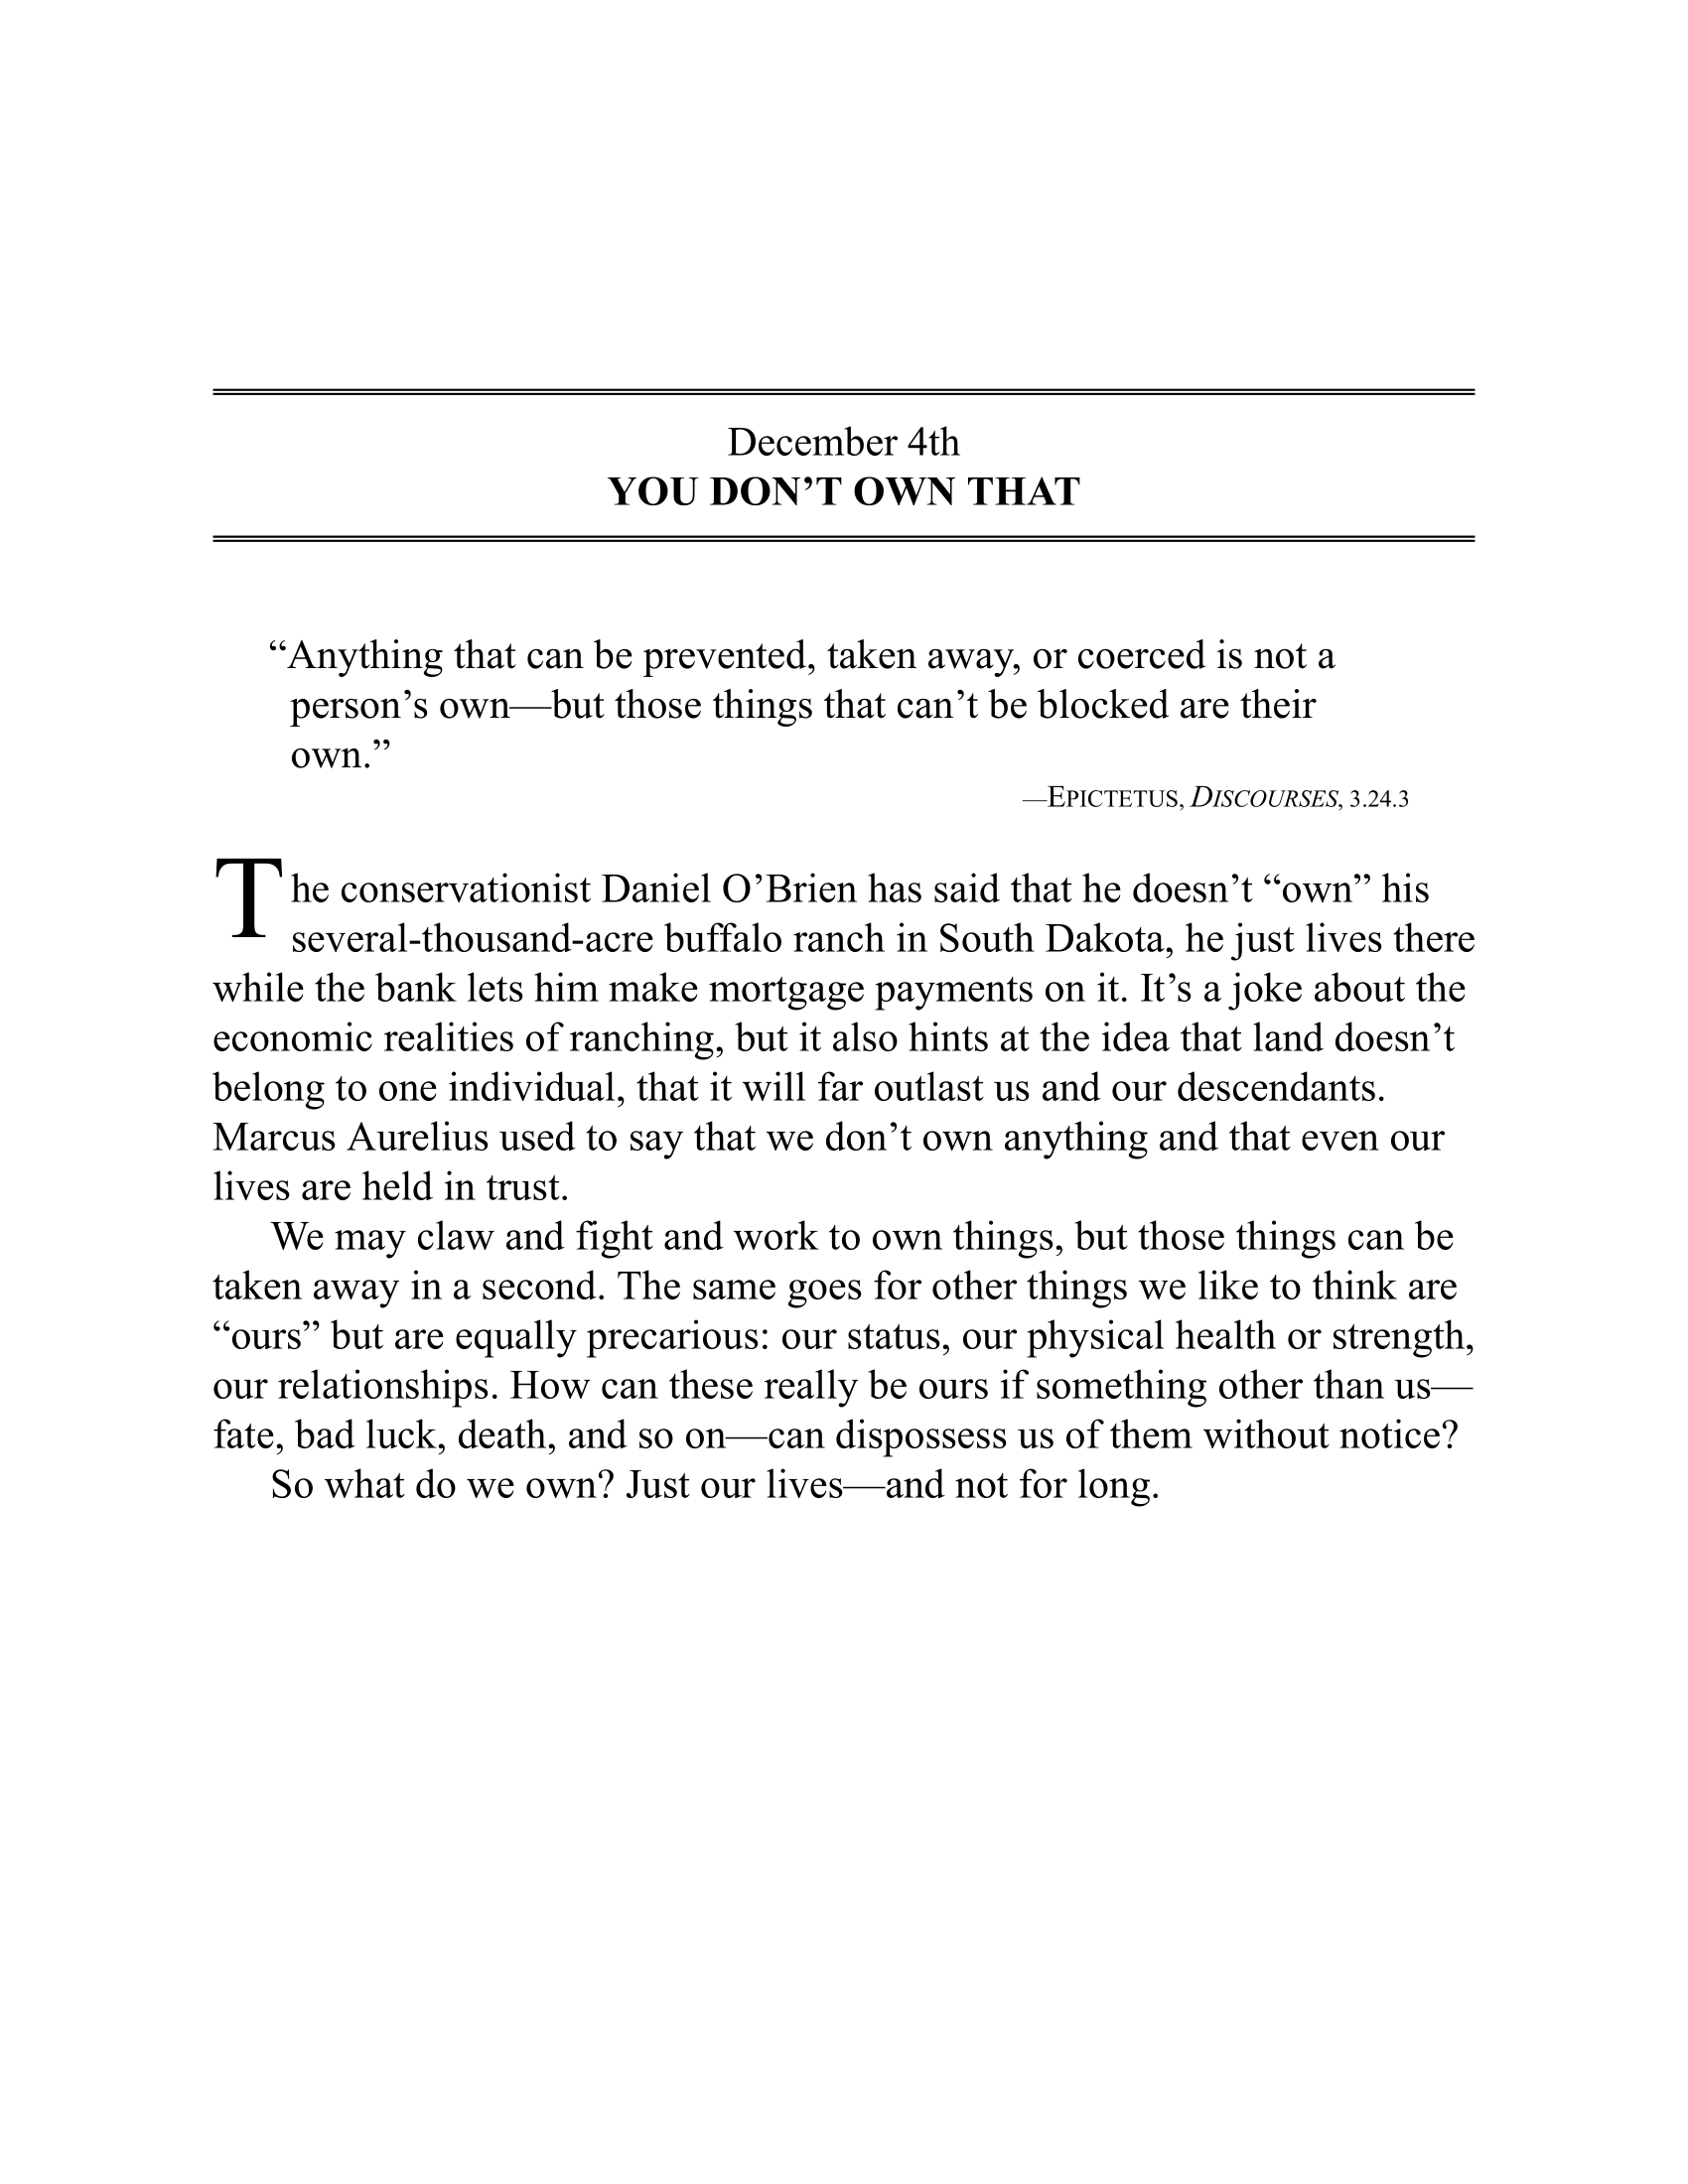 December 4th
YOU DON’T OWN THAT
“Anything that can be prevented, taken away, or coerced is not a
person’s own—but those things that can’t be blocked are their
own.”
—EPICTETUS, DISCOURSES, 3.24.3
The conservationist Daniel O’Brien has said that he doesn’t “own” his
several-thousand-acre buffalo ranch in South Dakota, he just lives there
while the bank lets him make mortgage payments on it. It’s a joke about the
economic realities of ranching, but it also hints at the idea that land doesn’t
belong to one individual, that it will far outlast us and our descendants.
Marcus Aurelius used to say that we don’t own anything and that even our
lives are held in trust.
We may claw and fight and work to own things, but those things can be
taken away in a second. The same goes for other things we like to think are
“ours” but are equally precarious: our status, our physical health or strength,
our relationships. How can these really be ours if something other than us—
fate, bad luck, death, and so on—can dispossess us of them without notice?
So what do we own? Just our lives—and not for long.